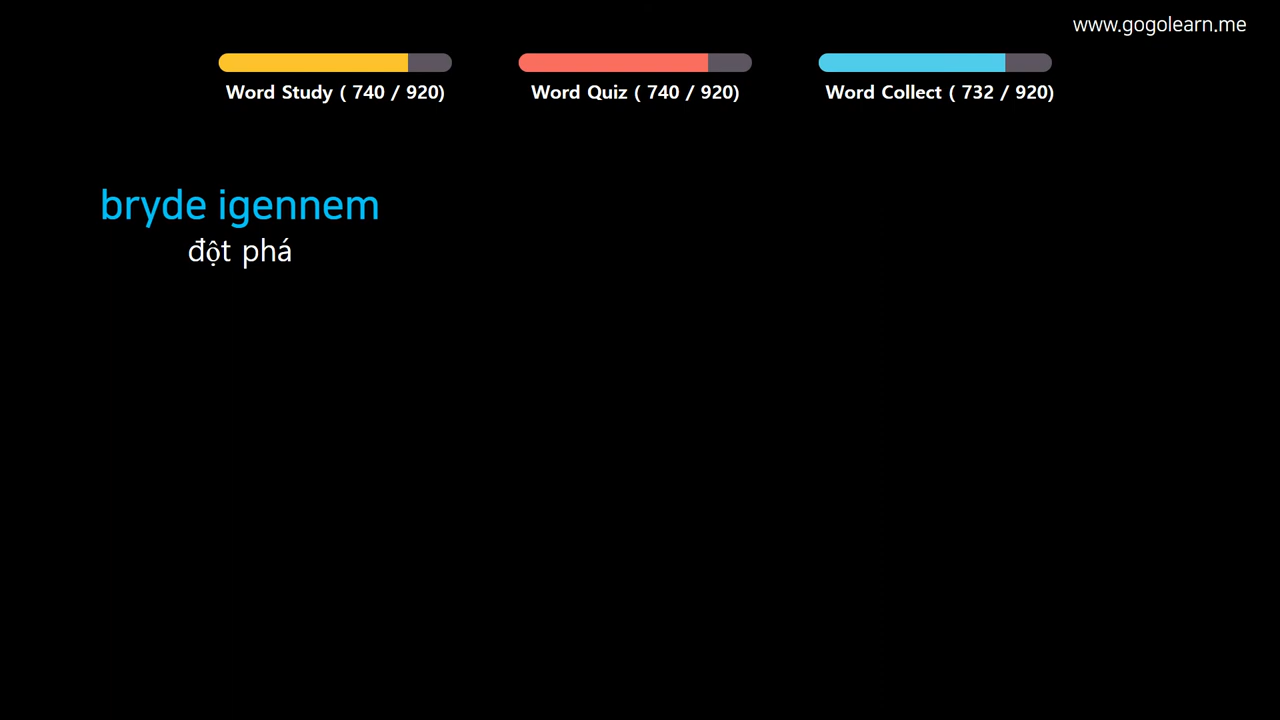 www.gogolearn.me
Word Study ( 740 / 920)
Word Quiz ( 740 / 920)
Word Collect ( 732 / 920)
bryde igennem
đột phá